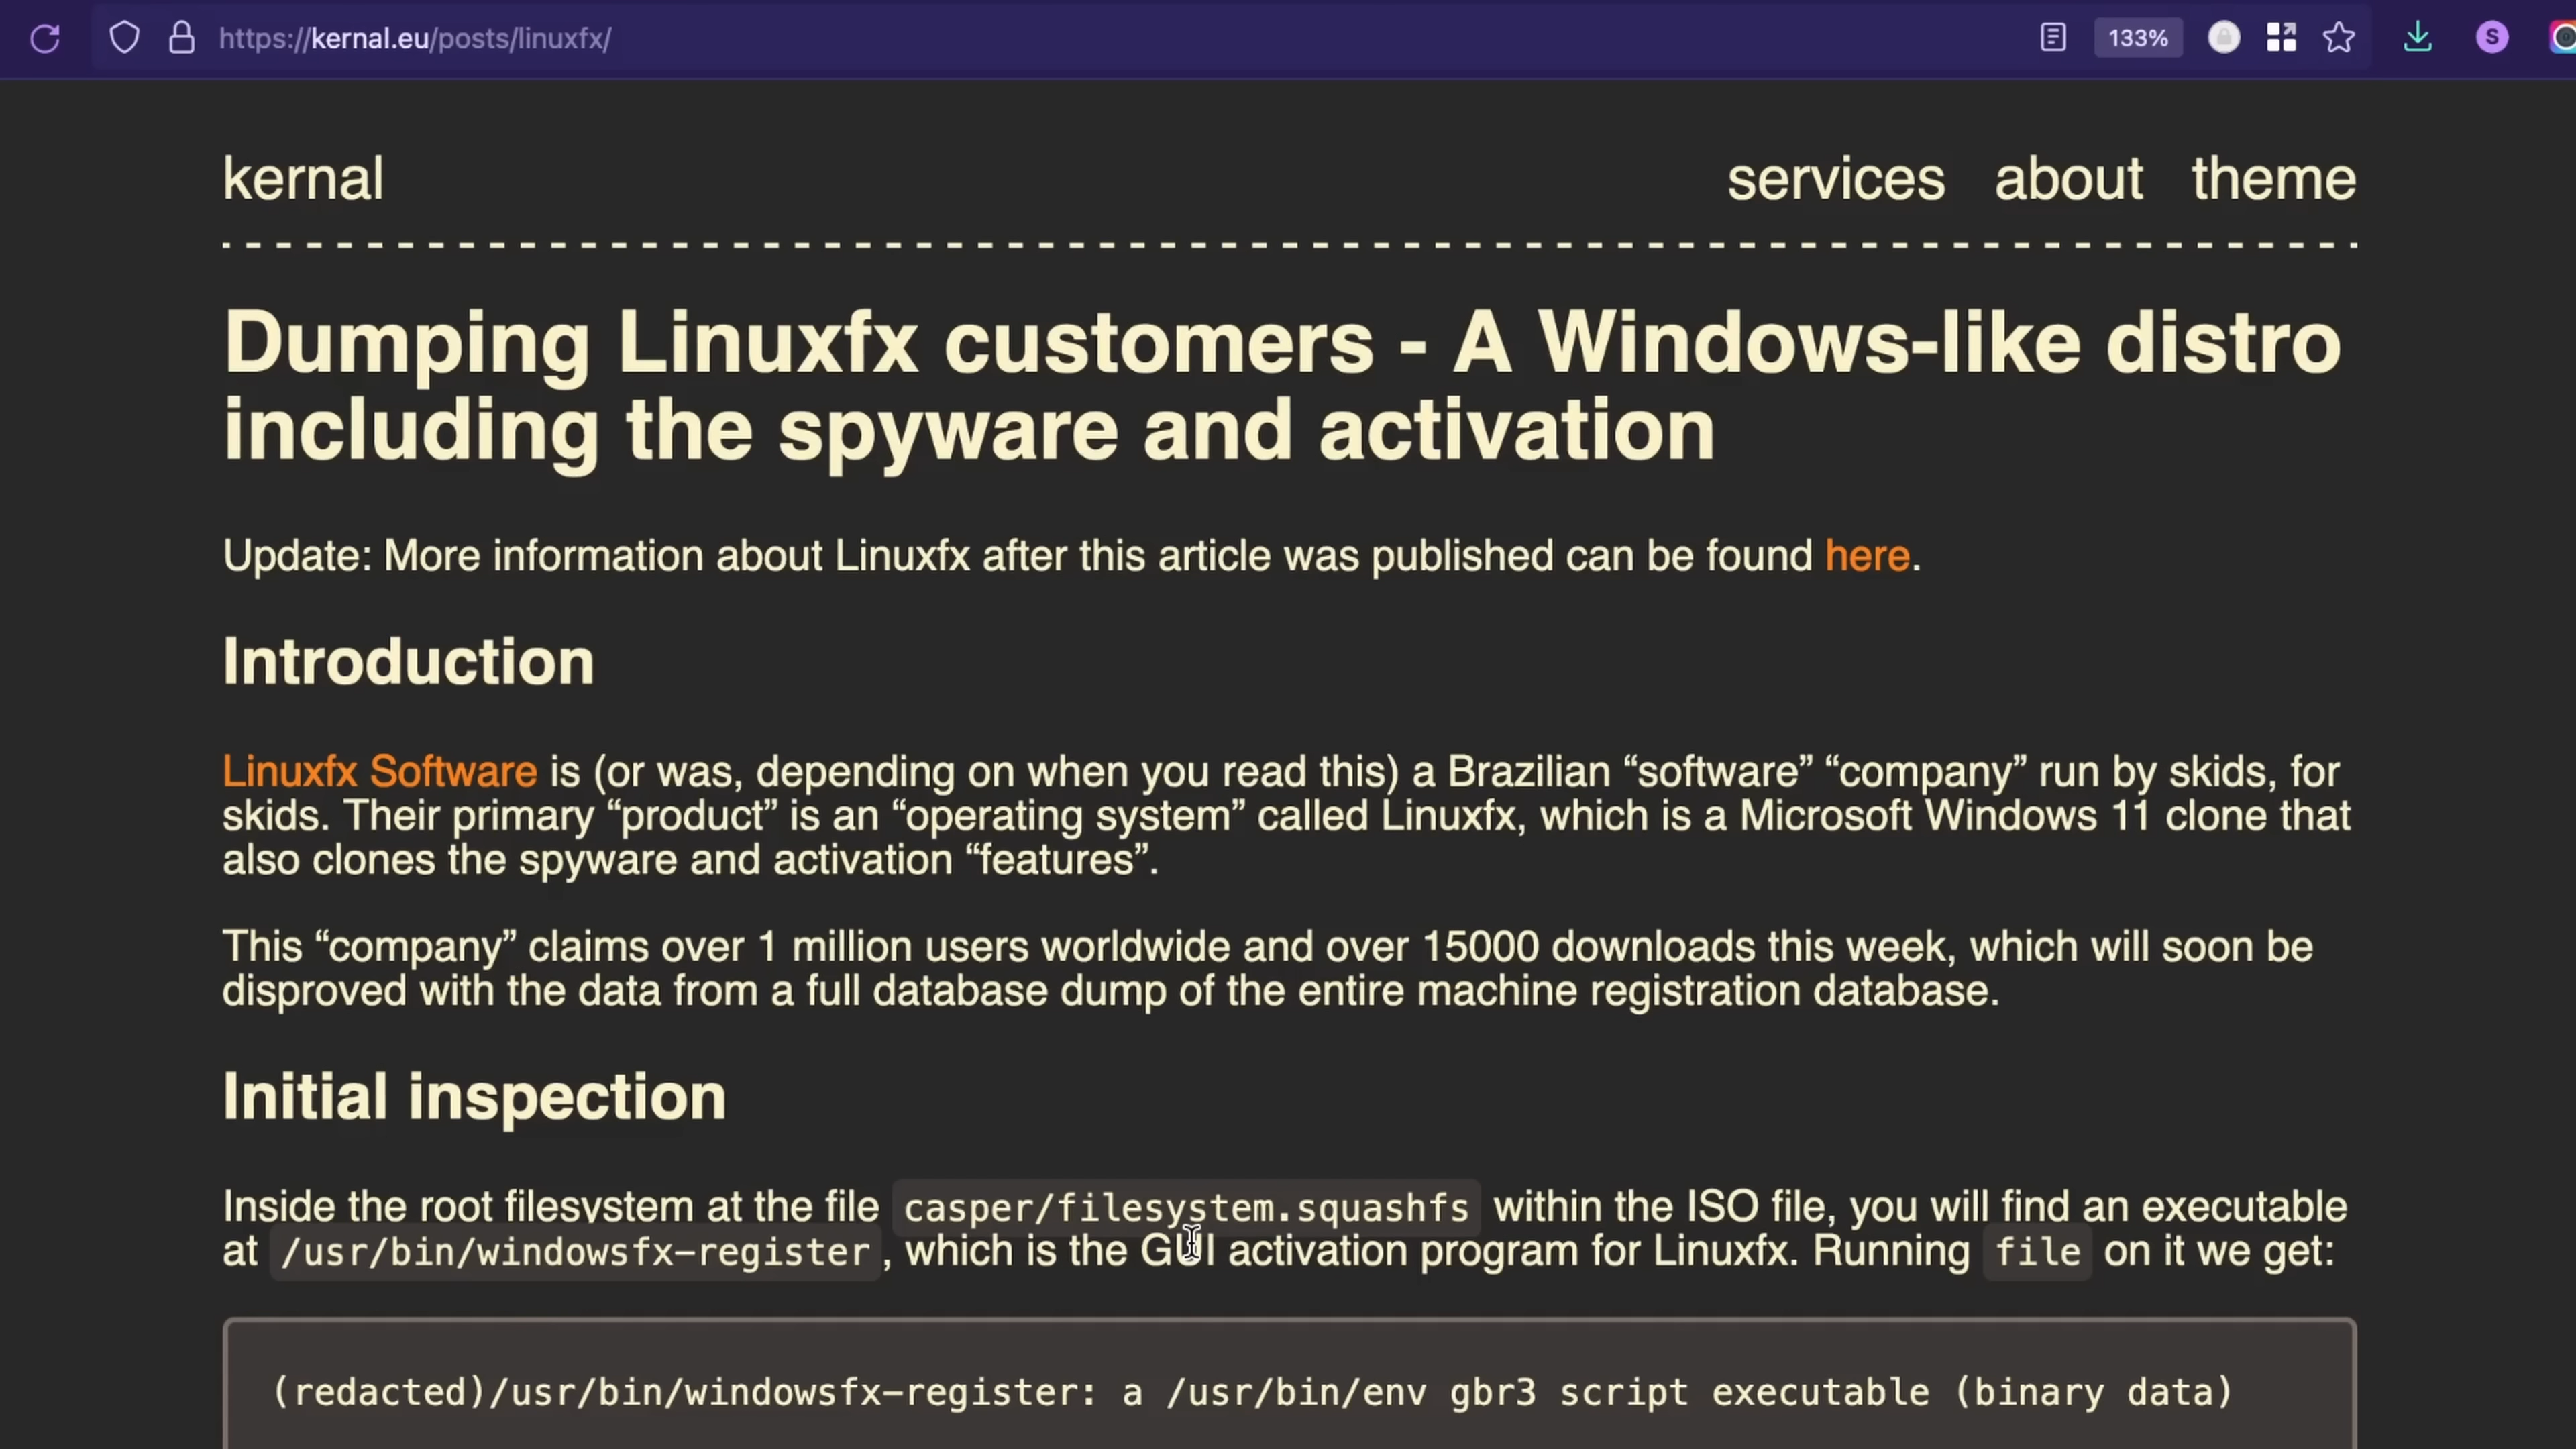 https://kernal.eu/posts/linuxfx/
133%
S
kernal
services about theme
Dumping Linuxfx customers - A Windows-like distro
including the spyware and activation
Update: More information about Linuxfx after this article was published can be found here.
Introduction
Linuxfx Software is (or was, depending on when you read this) a Brazilian “software” “company” run by skids, for
skids. Their primary “product” is an “operating system” called Linuxfx, which is a Microsoft Windows 11 clone that
also clones the spyware and activation “features”.
This “company” claims over 1 million users worldwide and over 15000 downloads this week, which will soon be
disproved with the data from a full database dump of the entire machine registration database.
Initial inspection
Inside the root filesystem at the file casper/filesystem.squashfs within the ISO file, you will find an executable
at /usr/bin/windowsfx-register, which is the GUI activation program for Linuxfx. Running file on it we get:
(redacted)/usr/bin/windowsfx-register: a /usr/bin/env gbr3 script executable (binary data)